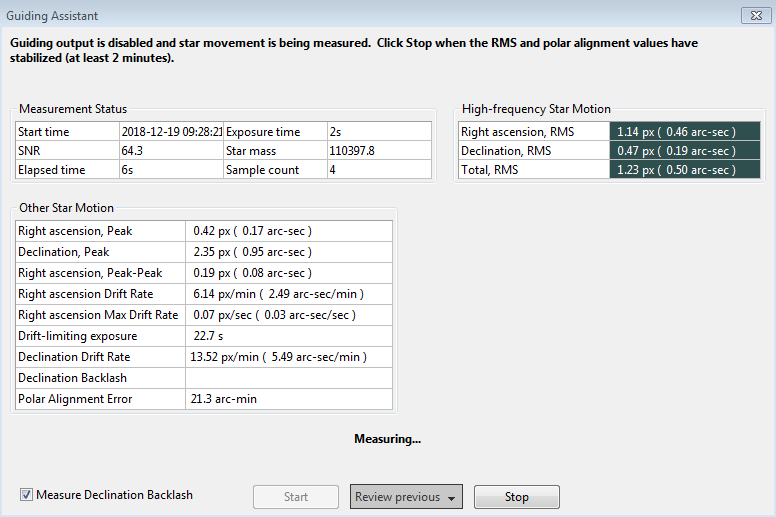 Guiding Assistant
Guiding output is disabled and star movement is being measured. Click Stop when the RMS and polar alignment values have
stabilized (at least 2 minutes).
Measurement Status
Start time 2018-12-19 09:28:21 Exposure time 2s
SNR 64.3 Star mass 110397.8
Elapsed time 6s Sample count 4
High-frequency Star Motion
Right ascension, RMS 1.14 px ( 0.46 arc-sec )
Declination, RMS 0.47 px ( 0.19 arc-sec )
Total, RMS 1.23 px ( 0.50 arc-sec )
Other Star Motion
Right ascension, Peak 0.42 px ( 0.17 arc-sec )
Declination, Peak 2.35 px ( 0.95 arc-sec )
Right ascension, Peak-Peak 0.19 px ( 0.08 arc-sec )
Right ascension Drift Rate 6.14 px/min ( 2.49 arc-sec/min )
Right ascension Max Drift Rate 0.07 px/sec ( 0.03 arc-sec/sec )
Drift-limiting exposure 22.7 s
Declination Drift Rate 13.52 px/min ( 5.49 arc-sec/min )
Declination Backlash
Polar Alignment Error 21.3 arc-min
Measuring...
Measure Declination Backlash Start Review previous Stop